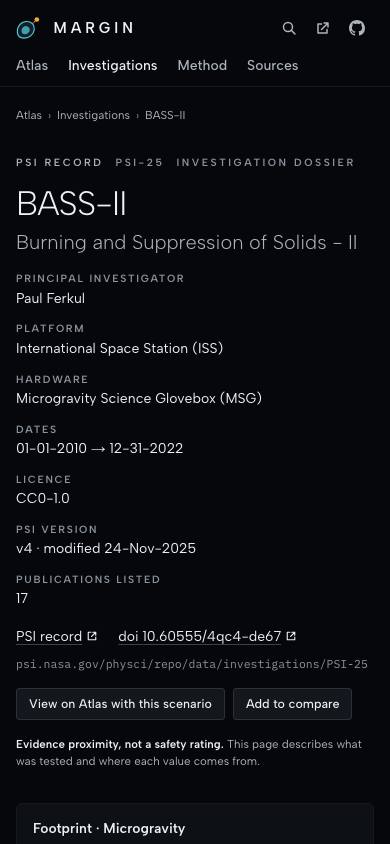 MARGIN
Atlas Investigations Method Sources
Atlas › Investigations › BASS-II
PSI RECORD PSI-25 INVESTIGATION DOSSIER
BASS-II
Burning and Suppression of Solids - II
PRINCIPAL INVESTIGATOR
Paul Ferkul
PLATFORM
International Space Station (ISS)
HARDWARE
Microgravity Science Glovebox (MSG)
DATES
01-01-2010 → 12-31-2022
LICENCE
CC0-1.0
PSI VERSION
v4 · modified 24-Nov-2025
PUBLICATIONS LISTED
17
PSI record doi 10.60555/4qc4-de67
psi.nasa.gov/physci/repo/data/investigations/PSI-25
View on Atlas with this scenario Add to compare
Evidence proximity, not a safety rating. This page describes what
was tested and where each value comes from.
Footprint · Microgravity